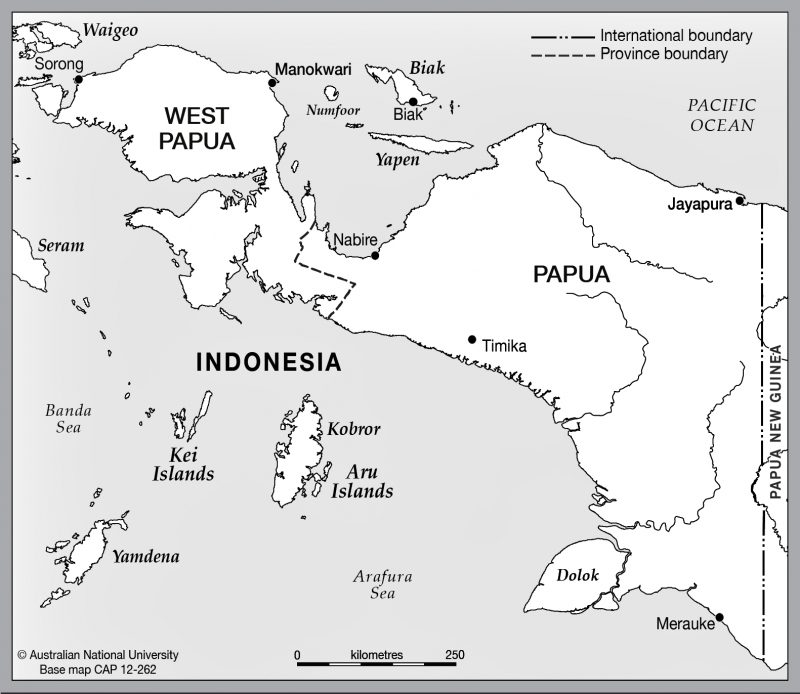 Waigeo
Sorong
WEST
PAPUA
Manokwari
Numfoor
Biak
Biak
Yapen
International boundary
Province boundary
PACIFIC
OCEAN
Jayapura
Seram
Nabire
PAPUA
Timika
INDONESIA
PAPUA NEW GUINEA
Banda
Sea
Kei
Islands
Kobror
Aru
Islands
Yamdena
Arafura
Sea
Dolok
Merauke
© Australian National University
Base map CAP 12-262
0 kilometres 250